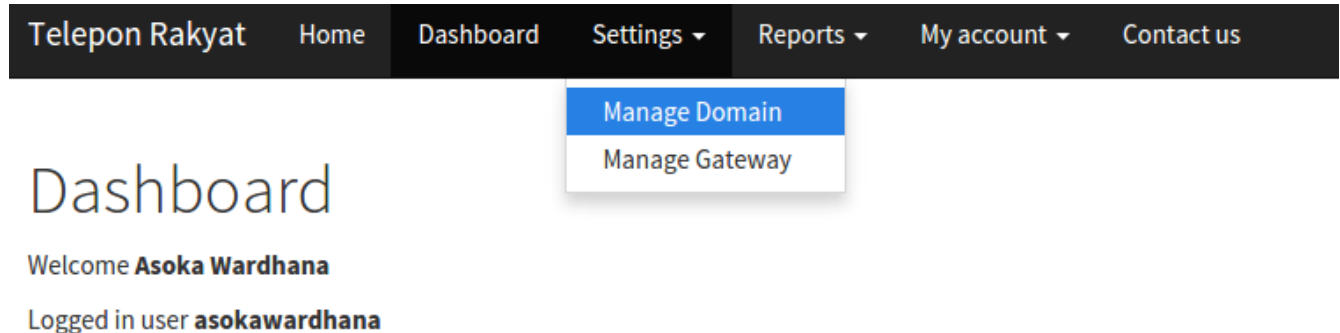 Telepon Rakyat Home Dashboard Settings Reports My account Contact us
Manage Domain
Manage Gateway
Dashboard
Welcome Asoka Wardhana
Logged in user asokawardhana